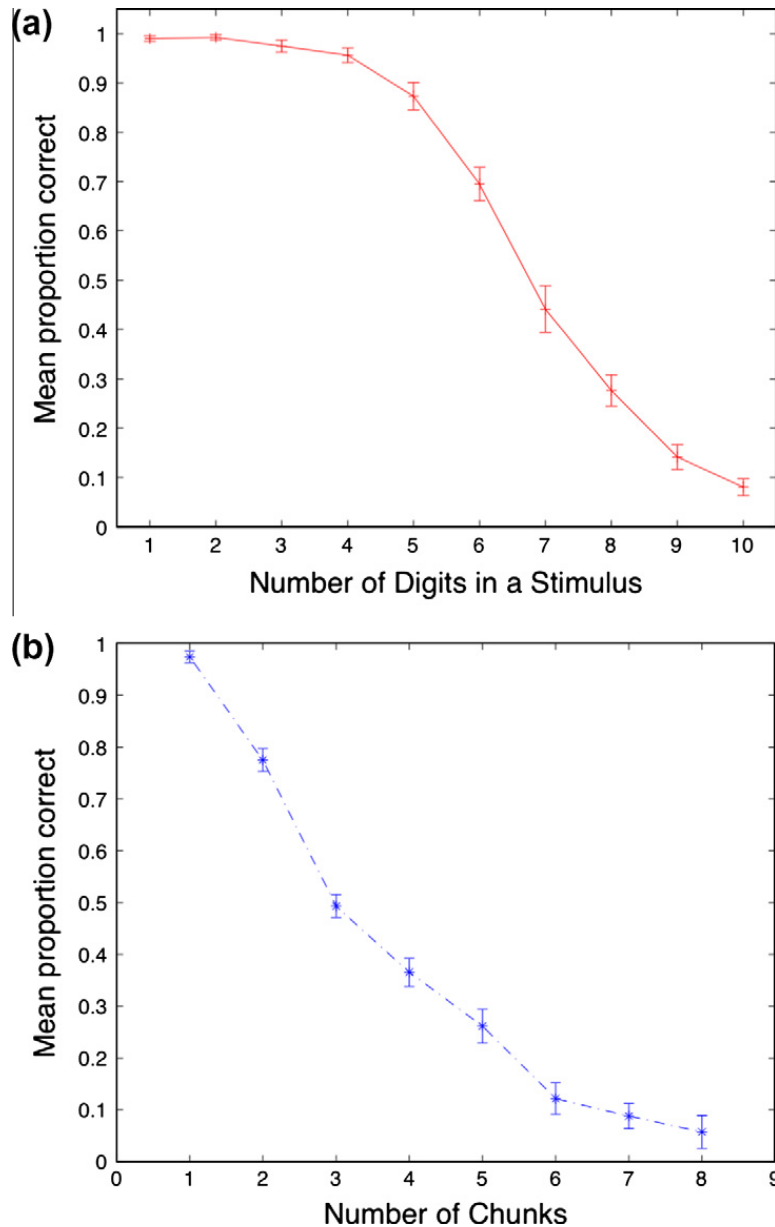 (a)
1
0.9
0.8
0.7
0.6
0.5
0.4
0.3
0.2
0.1
0
Mean proportion correct
1 2 3 4 5 6 7 8 9 10
Number of Digits in a Stimulus
(b)
1
0.9
0.8
0.7
0.6
0.5
0.4
0.3
0.2
0.1
0
Mean proportion correct
0 1 2 3 4 5 6 7 8 9
Number of Chunks